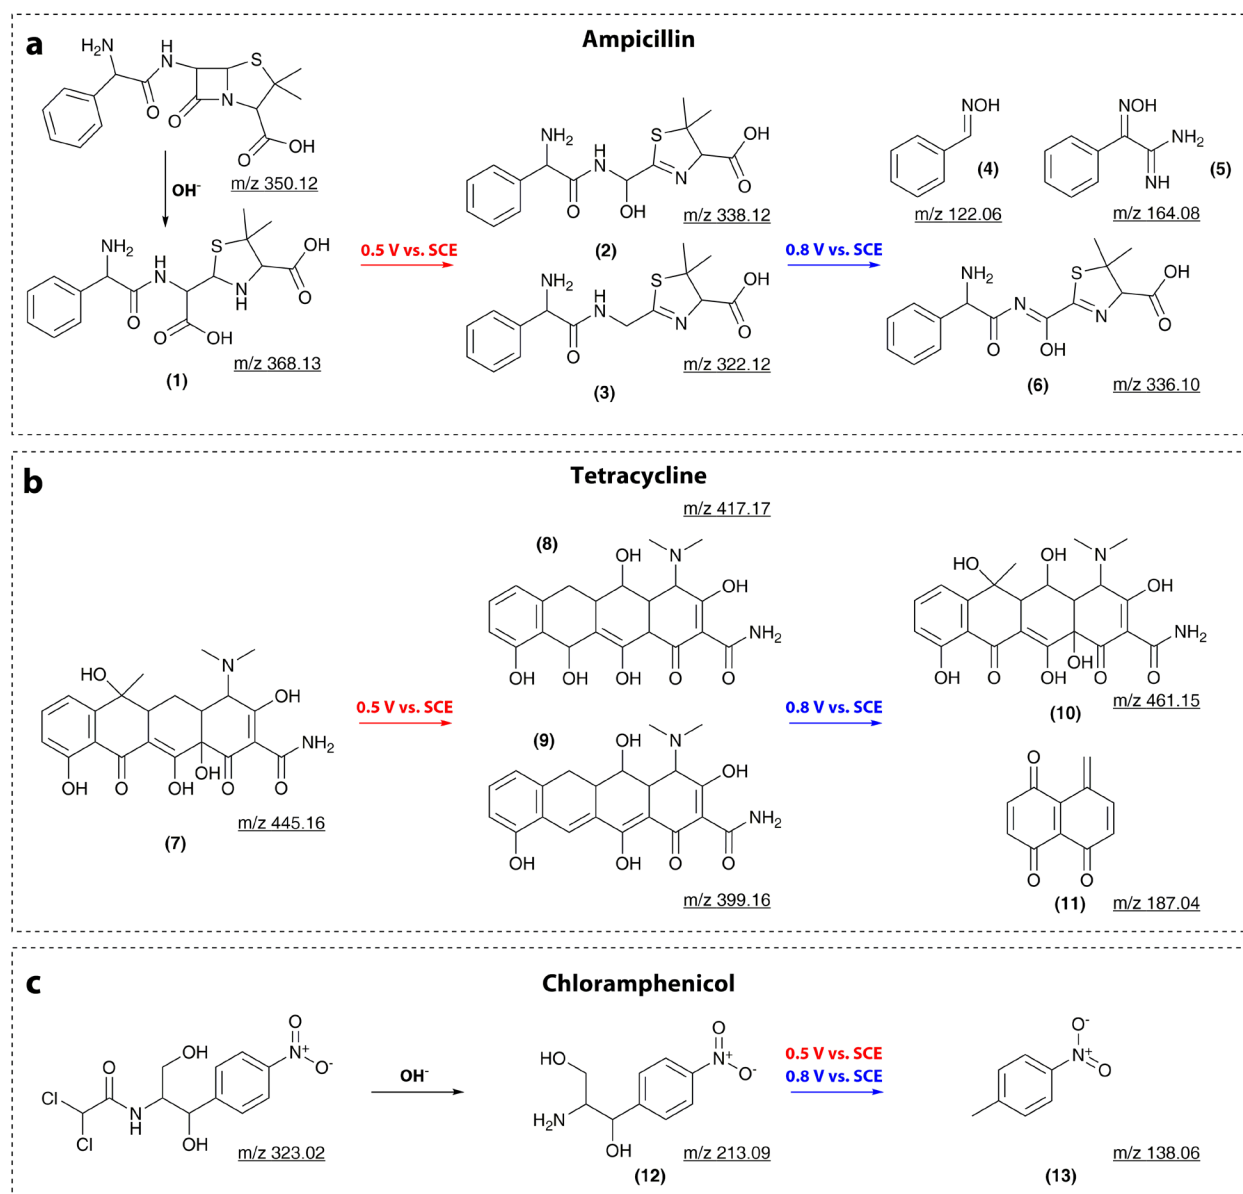 a
Ampicillin
H₂N
H
N
S
O
N
O
O
OH
m/z 350.12
OH⁻
NH₂
H
N
S
O
N
H
O
OH
O
OH
m/z 368.13
(1)
0.5 V vs. SCE
NH₂
H
N
S
N
O
OH
O
OH
m/z 338.12
(2)
NH₂
H
N
S
N
O
OH
O
m/z 322.12
(3)
0.8 V vs. SCE
NOH
(4)
m/z 122.06
NOH
NH₂
NH
(5)
m/z 164.08
NH₂
N
S
N
O
OH
OH
O
(6)
m/z 336.10
b
Tetracycline
HO
N
OH
NH₂
OH
O
OH
OH
O
O
m/z 445.16
(7)
0.5 V vs. SCE
m/z 417.17
(8)
OH
N
OH
NH₂
OH
OH
OH
O
O
(9)
OH
N
OH
NH₂
OH
OH
O
O
m/z 399.16
0.8 V vs. SCE
HO
OH
N
OH
NH₂
OH
O
OH
OH
O
O
m/z 461.15
(10)
O
O
O
(11)
m/z 187.04
c
Chloramphenicol
O
OH
O
N⁺
O⁻
Cl
Cl
N
H
OH
m/z 323.02
OH⁻
HO
O
N⁺
O⁻
H₂N
OH
m/z 213.09
(12)
0.5 V vs. SCE
0.8 V vs. SCE
O⁻
N⁺
O
m/z 138.06
(13)